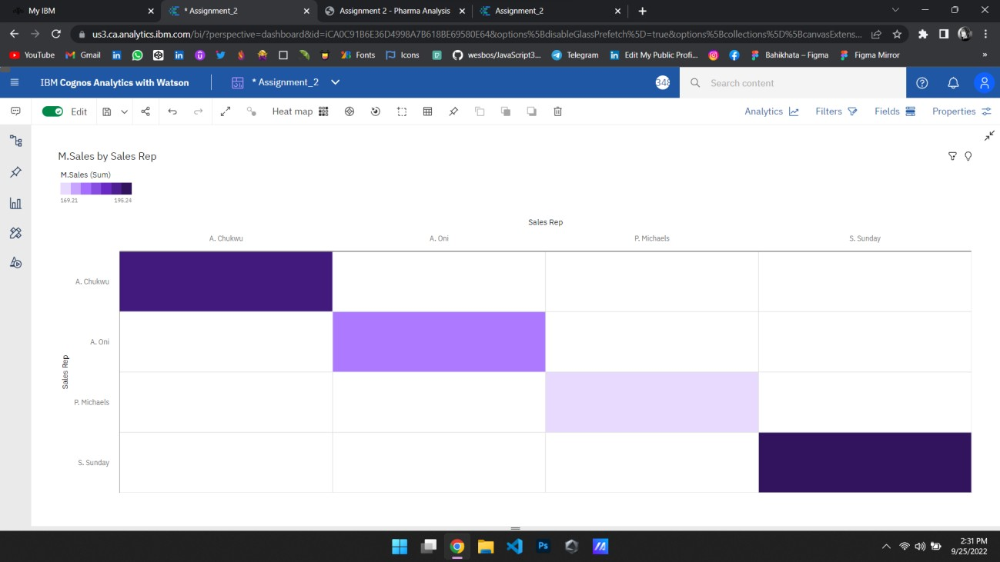 My IBM
* Assignment_2
Assignment 2 - Pharma Analysis
Assignment_2
us3.ca.analytics.ibm.com/bi/?perspective=dashboard&id=iCA0C91B6E36D4998A7B618BE69580E64&options%5BdisableGlassPrefetch%5D=true&options%5Bcollections%5D%5BcanvasExtens...
YouTube
Gmail
Fonts
Icons
wesbos/JavaScript3...
Telegram
Edit My Public Profi...
Bahikhata – Figma
Figma Mirror
»
IBM Cognos Analytics with Watson
* Assignment_2
Search content
Edit
Heat map
Analytics
Filters
Fields
Properties
M.Sales by Sales Rep
M.Sales (Sum)
169.21 195.24
Sales Rep
A. Chukwu A. Oni P. Michaels S. Sunday
Sales Rep
A. Chukwu
A. Oni
P. Michaels
S. Sunday
Ps
2:31 PM
9/25/2022